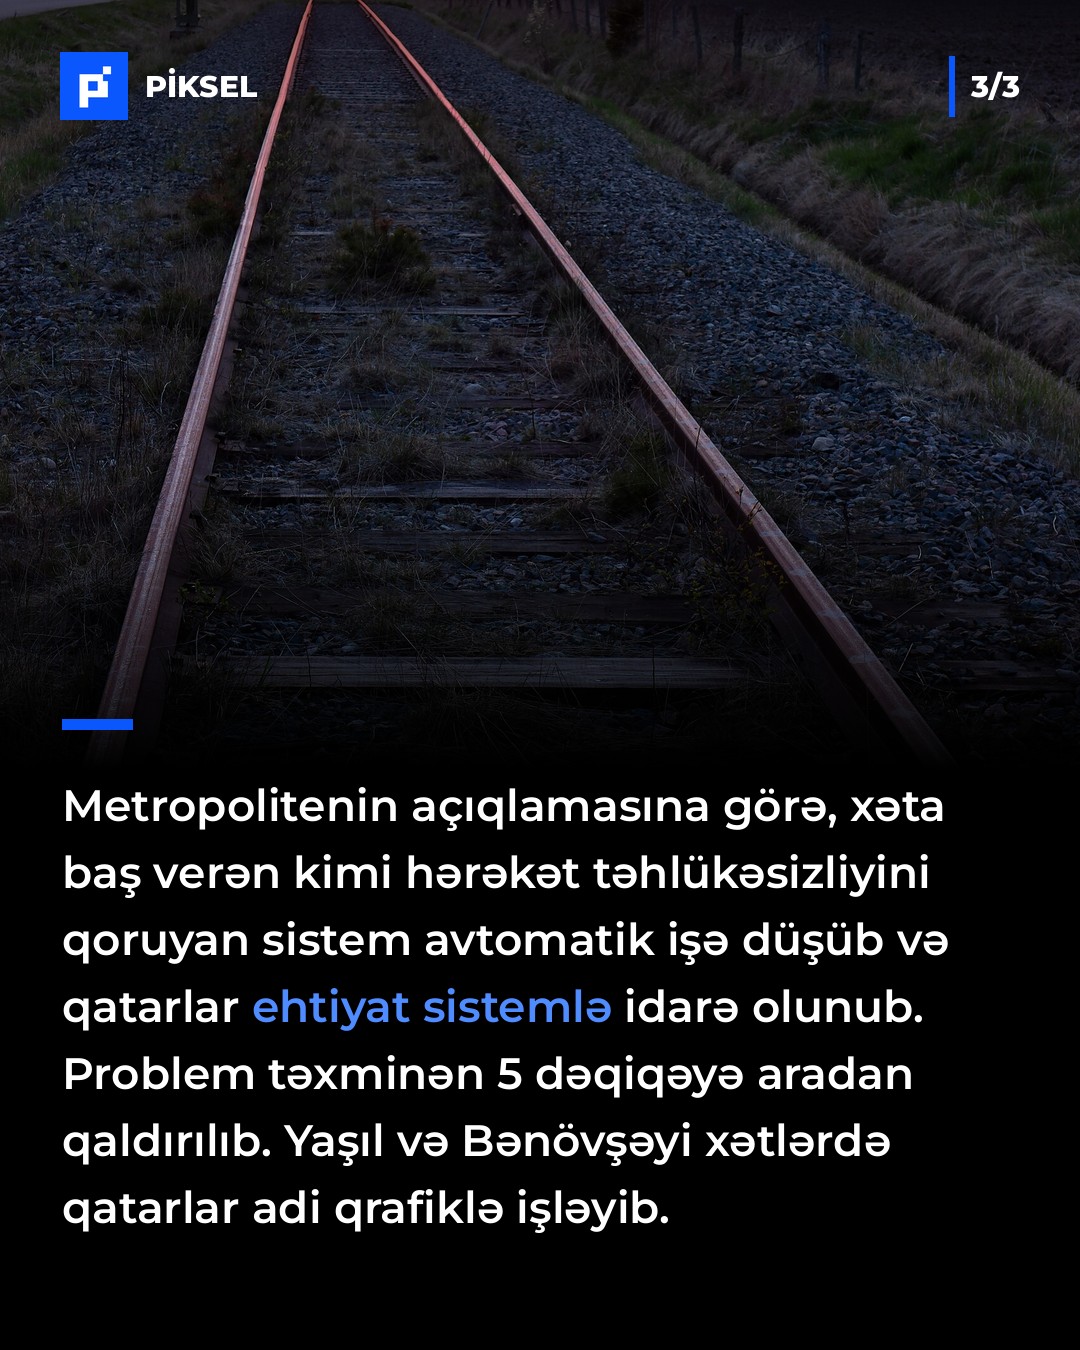 PİKSEL
3/3
Metropolitenin açıqlamasına görə, xəta
baş verən kimi hərəkət təhlükəsizliyini
qoruyan sistem avtomatik işə düşüb və
qatarlar ehtiyat sistemlə idarə olunub.
Problem təxminən 5 dəqiqəyə aradan
qaldırılıb. Yaşıl və Bənövşəyi xətlərdə
qatarlar adi qrafiklə işləyib.